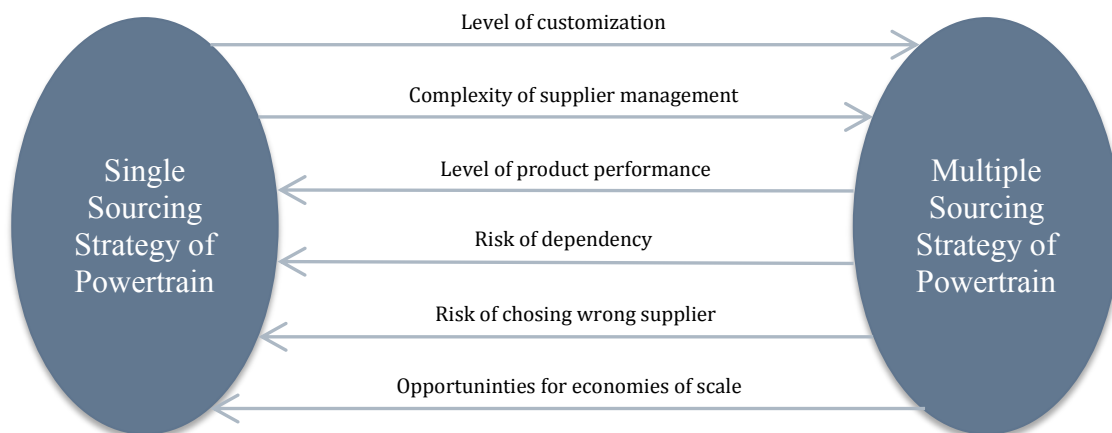 Level of customization
Complexity of supplier management
Level of product performance
Risk of dependency
Risk of chosing wrong supplier
Opportuninties for economies of scale
Single
Sourcing
Strategy of
Powertrain
Multiple
Sourcing
Strategy of
Powertrain